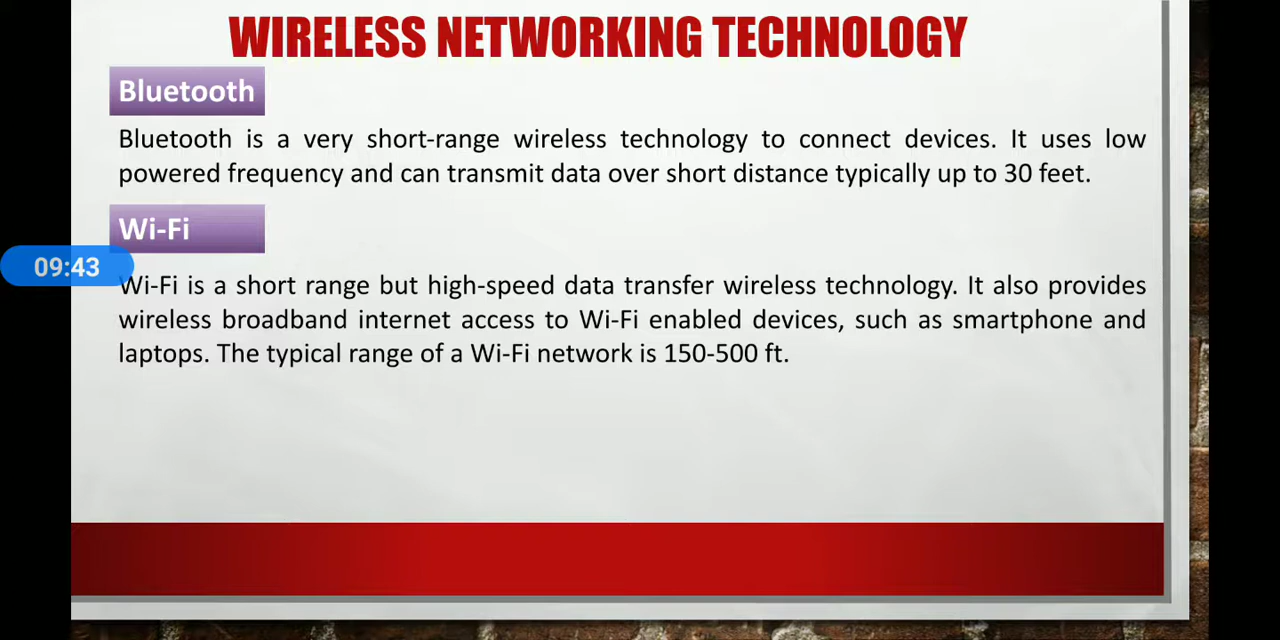 WIRELESS NETWORKING TECHNOLOGY
Bluetooth
Bluetooth is a very short-range wireless technology to connect devices. It uses low
powered frequency and can transmit data over short distance typically up to 30 feet.
Wi-Fi
09:43
Wi-Fi is a short range but high-speed data transfer wireless technology. It also provides
wireless broadband internet access to Wi-Fi enabled devices, such as smartphone and
laptops. The typical range of a Wi-Fi network is 150-500 ft.